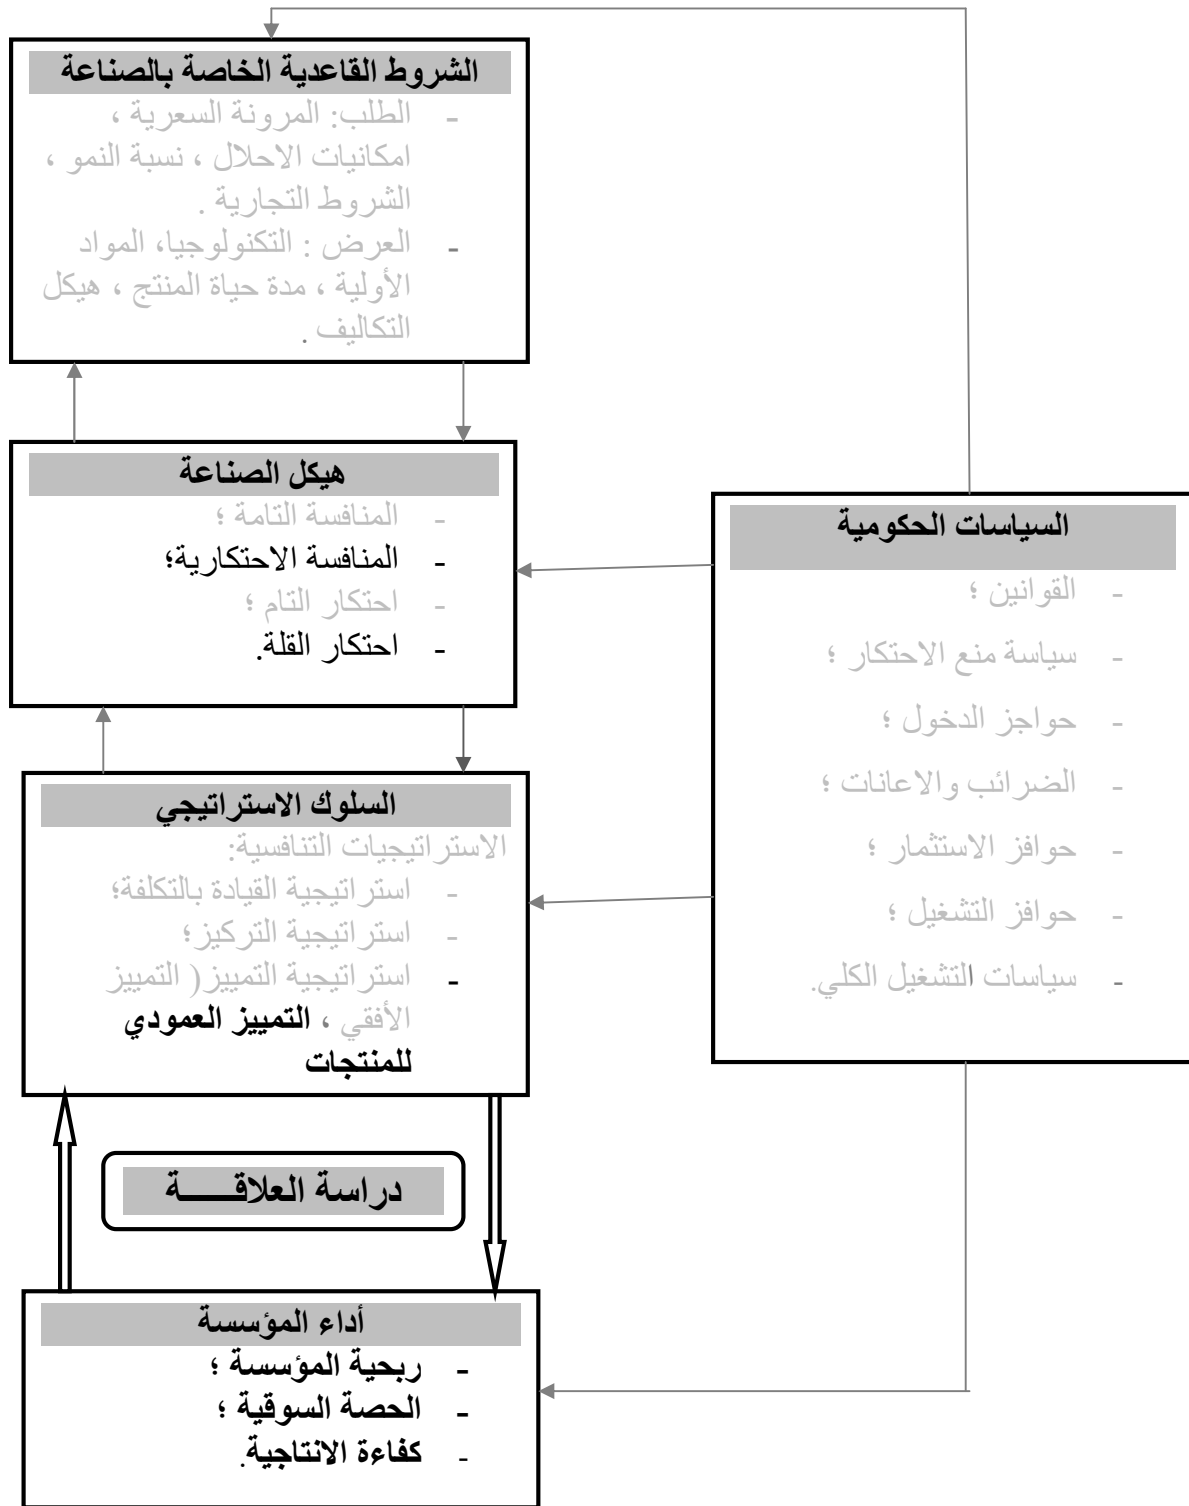 الشروط القاعدية الخاصة بالصناعة
- الطلب: المرونة السعرية ،
امكانيات الاحلال ، نسبة النمو ،
الشروط التجارية .
- العرض : التكنولوجيا، المواد
الأولية ، مدة حياة المنتج ، هيكل
التكاليف .
هيكل الصناعة
- المنافسة التامة ؛
- المنافسة الاحتكارية؛
- احتكار التام ؛
- احتكار القلة.
السياسات الحكومية
- القوانين ؛
- سياسة منع الاحتكار ؛
- حواجز الدخول ؛
- الضرائب والاعانات ؛
- حوافز الاستثمار ؛
- حوافز التشغيل ؛
- سياسات التشغيل الكلي.
السلوك الاستراتيجي
الاستراتيجيات التنافسية:
- استراتيجية القيادة بالتكلفة؛
- استراتيجية التركيز؛
- استراتيجية التمييز( التمييز
الأفقي ، التمييز العمودي
للمنتجات
دراسة العلاقـــــة
أداء المؤسسة
- ربحية المؤسسة ؛
- الحصة السوقية ؛
- كفاءة الانتاجية.